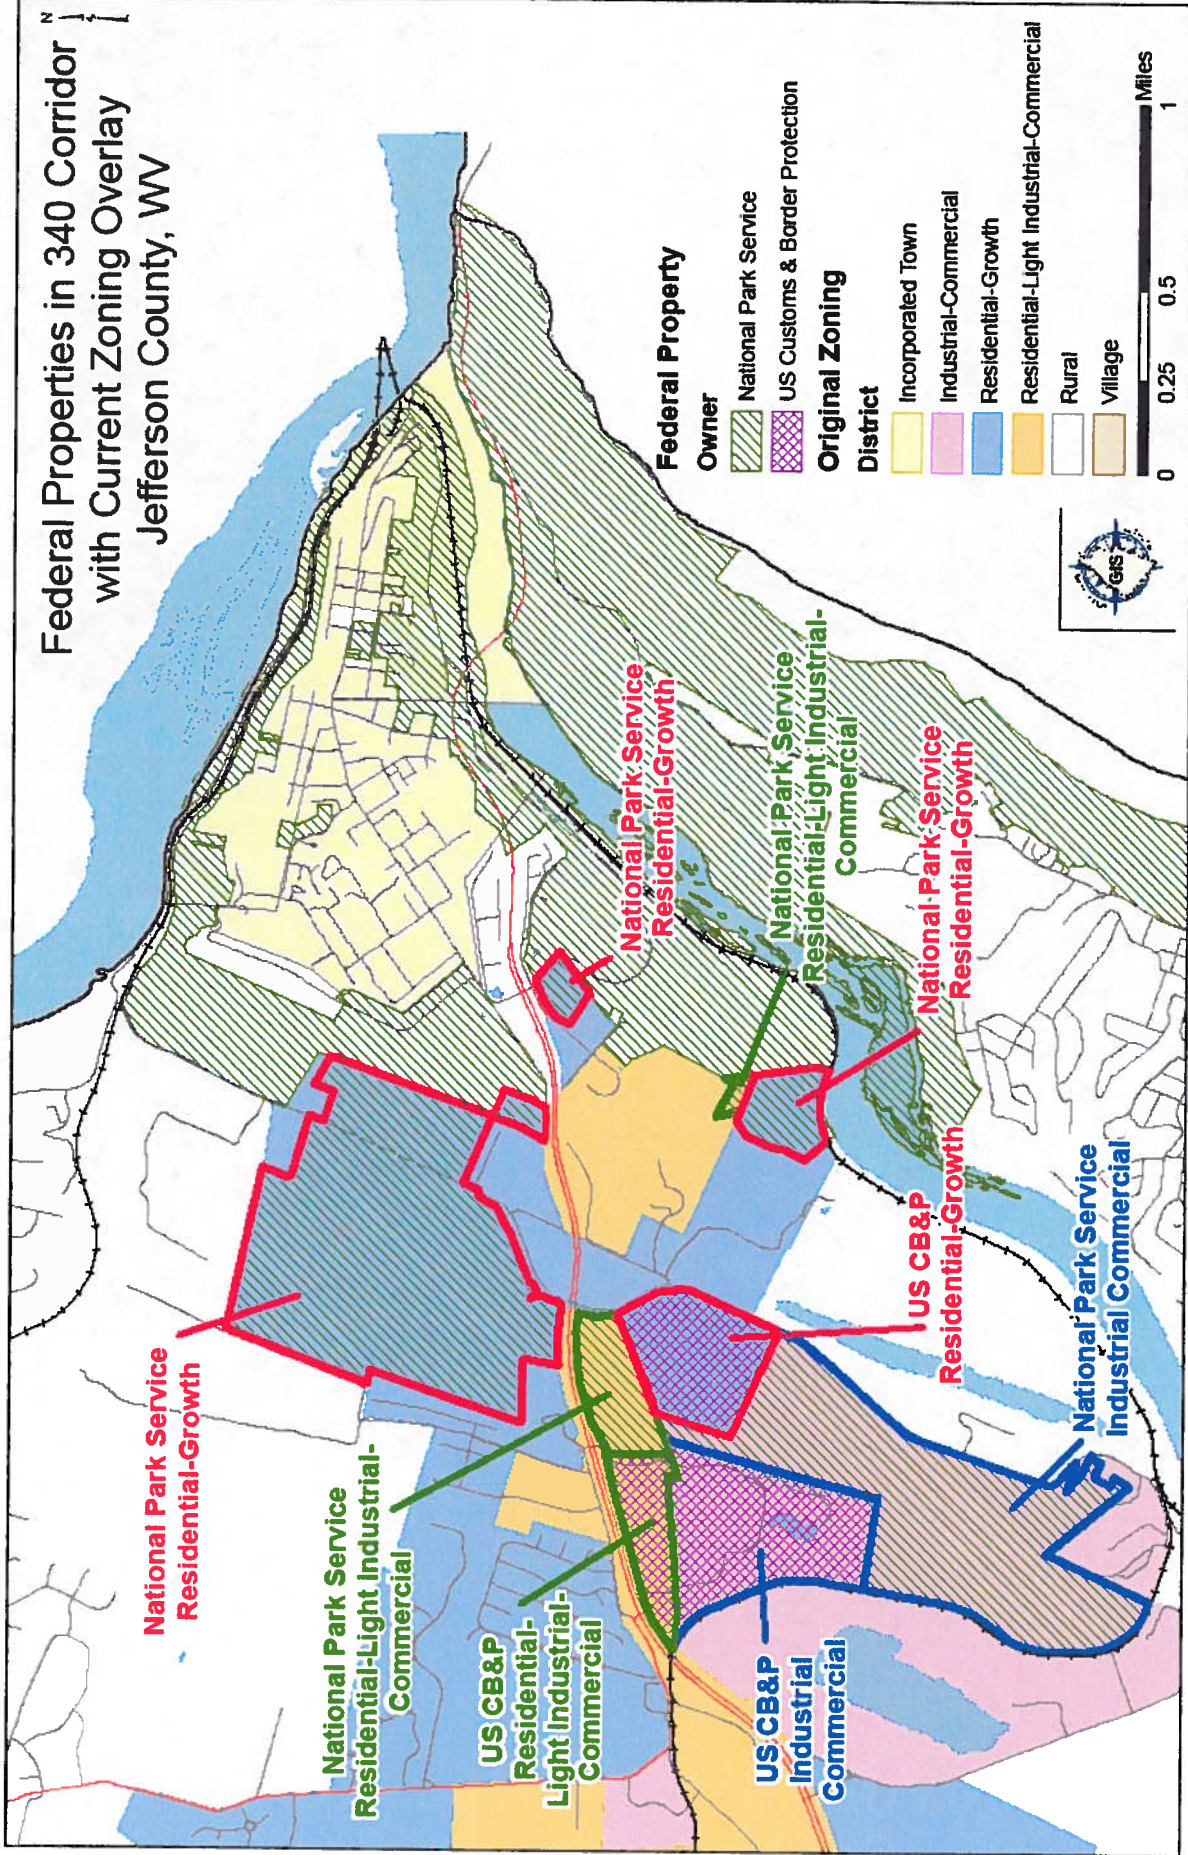 Federal Properties in 340 Corridor
with Current Zoning Overlay
Jefferson County, WV
N
National Park Service
Residential-Growth
National Park Service
Residential-Light Industrial-
Commercial
US CB&P
Residential-
Light Industrial-
Commercial
US CB&P
Industrial
Commercial
National Park Service
Residential-Growth
National Park Service
Residential-Light Industrial-
Commercial
National Park Service
Residential-Growth
US CB&P
Residential-Growth
National Park Service
Industrial Commercial
Federal Property
Owner
National Park Service
US Customs & Border Protection
Original Zoning
District
Incorporated Town
Industrial-Commercial
Residential-Growth
Residential-Light Industrial-Commercial
Rural
Village
0 0.25 0.5 1
Miles
GIS